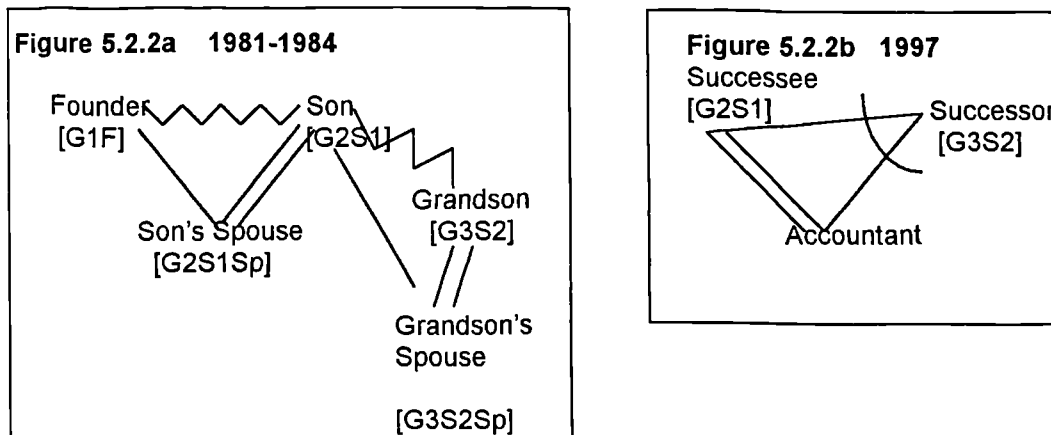 Figure 5.2.2a 1981-1984
Founder Son
[G1F] [G2S1]
Grandson
[G3S2]
Son's Spouse
[G2S1Sp]
Grandson's
Spouse
[G3S2Sp]
Figure 5.2.2b 1997
Successee
[G2S1]
Successor
[G3S2]
Accountant